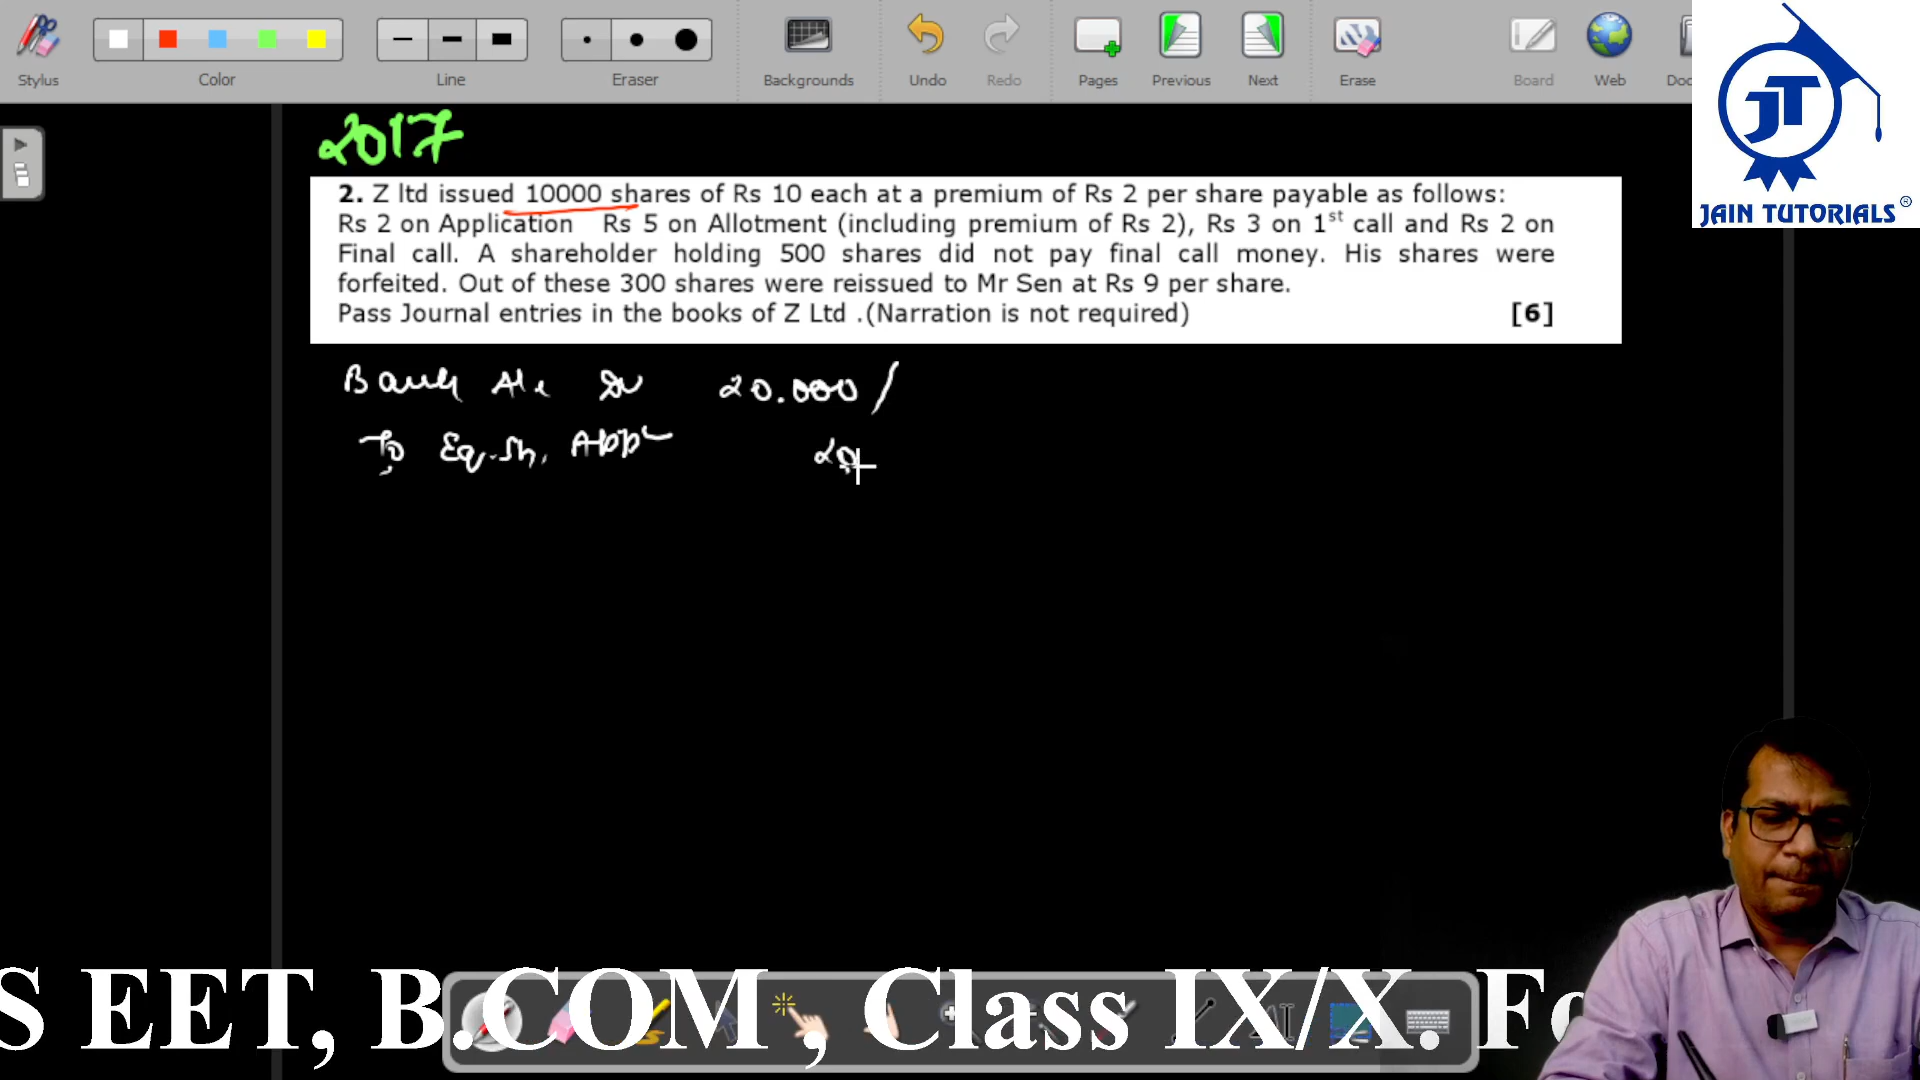 Stylus
Color
Line
Eraser
Backgrounds
Undo
Redo
Pages
Previous
Next
Erase
Board
Web
Doc
JT
JAIN TUTORIALS®
2017
2. Z ltd issued 10000 shares of Rs 10 each at a premium of Rs 2 per share payable as follows:
Rs 2 on Application Rs 5 on Allotment (including premium of Rs 2), Rs 3 on 1st call and Rs 2 on
Final call. A shareholder holding 500 shares did not pay final call money. His shares were
forfeited. Out of these 300 shares were reissued to Mr Sen at Rs 9 per share.
Pass Journal entries in the books of Z Ltd .(Narration is not required) [6]
Bank A/c Dr 20.000/
To Eq. Sh. Appl 20
S EET, B.COM , Class IX/X. Fo